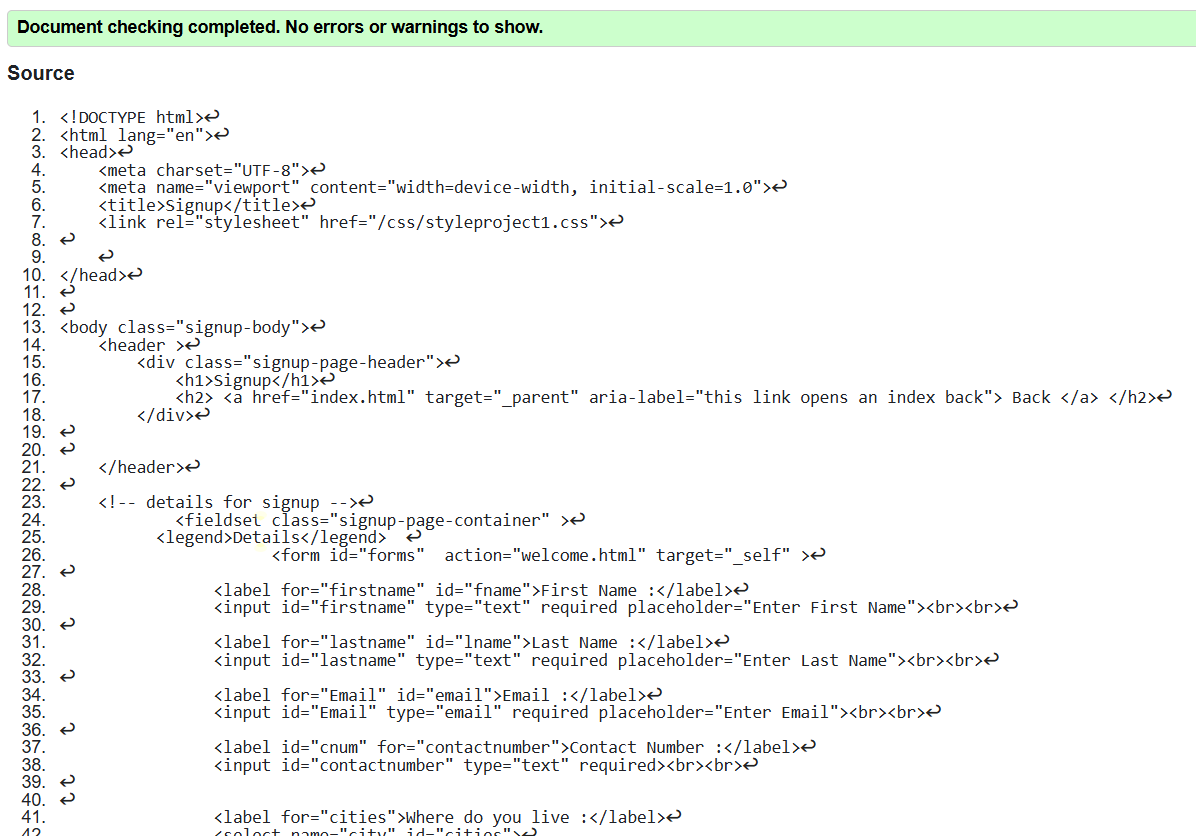 Document checking completed. No errors or warnings to show.
Source
1. <!DOCTYPE html>↩
2. <html lang="en">↩
3. <head>↩
4.     <meta charset="UTF-8">↩
5.     <meta name="viewport" content="width=device-width, initial-scale=1.0">↩
6.     <title>Signup</title>↩
7.     <link rel="stylesheet" href="/css/styleproject1.css">↩
8. ↩
9.     ↩
10. </head>↩
11. ↩
12. ↩
13. <body class="signup-body">↩
14.     <header >↩
15.         <div class="signup-page-header">↩
16.             <h1>Signup</h1>↩
17.             <h2> <a href="index.html" target="_parent" aria-label="this link opens an index back"> Back </a> </h2>↩
18.         </div>↩
19. ↩
20. ↩
21.     </header>↩
22. ↩
23.     <!-- details for signup -->↩
24.             <fieldset class="signup-page-container" >↩
25.           <legend>Details</legend>  ↩
26.                       <form id="forms"  action="welcome.html" target="_self" >↩
27. ↩
28.                 <label for="firstname" id="fname">First Name :</label>↩
29.                 <input id="firstname" type="text" required placeholder="Enter First Name"><br><br>↩
30. ↩
31.                 <label for="lastname" id="lname">Last Name :</label>↩
32.                 <input id="lastname" type="text" required placeholder="Enter Last Name"><br><br>↩
33. ↩
34.                 <label for="Email" id="email">Email :</label>↩
35.                 <input id="Email" type="email" required placeholder="Enter Email"><br><br>↩
36. ↩
37.                 <label id="cnum" for="contactnumber">Contact Number :</label>↩
38.                 <input id="contactnumber" type="text" required><br><br>↩
39. ↩
40. ↩
41.                 <label for="cities">Where do you live :</label>↩
42.                 <select name="city" id="cities">↩